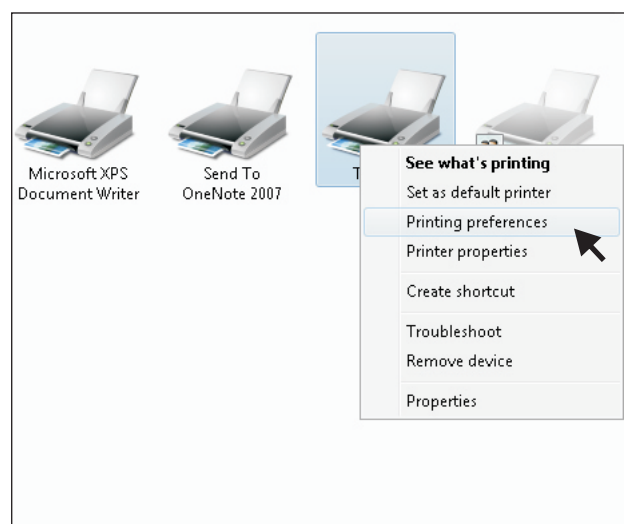 Microsoft XPS
Document Writer
Send To
OneNote 2007
T
See what's printing
Set as default printer
Printing preferences
Printer properties
Create shortcut
Troubleshoot
Remove device
Properties